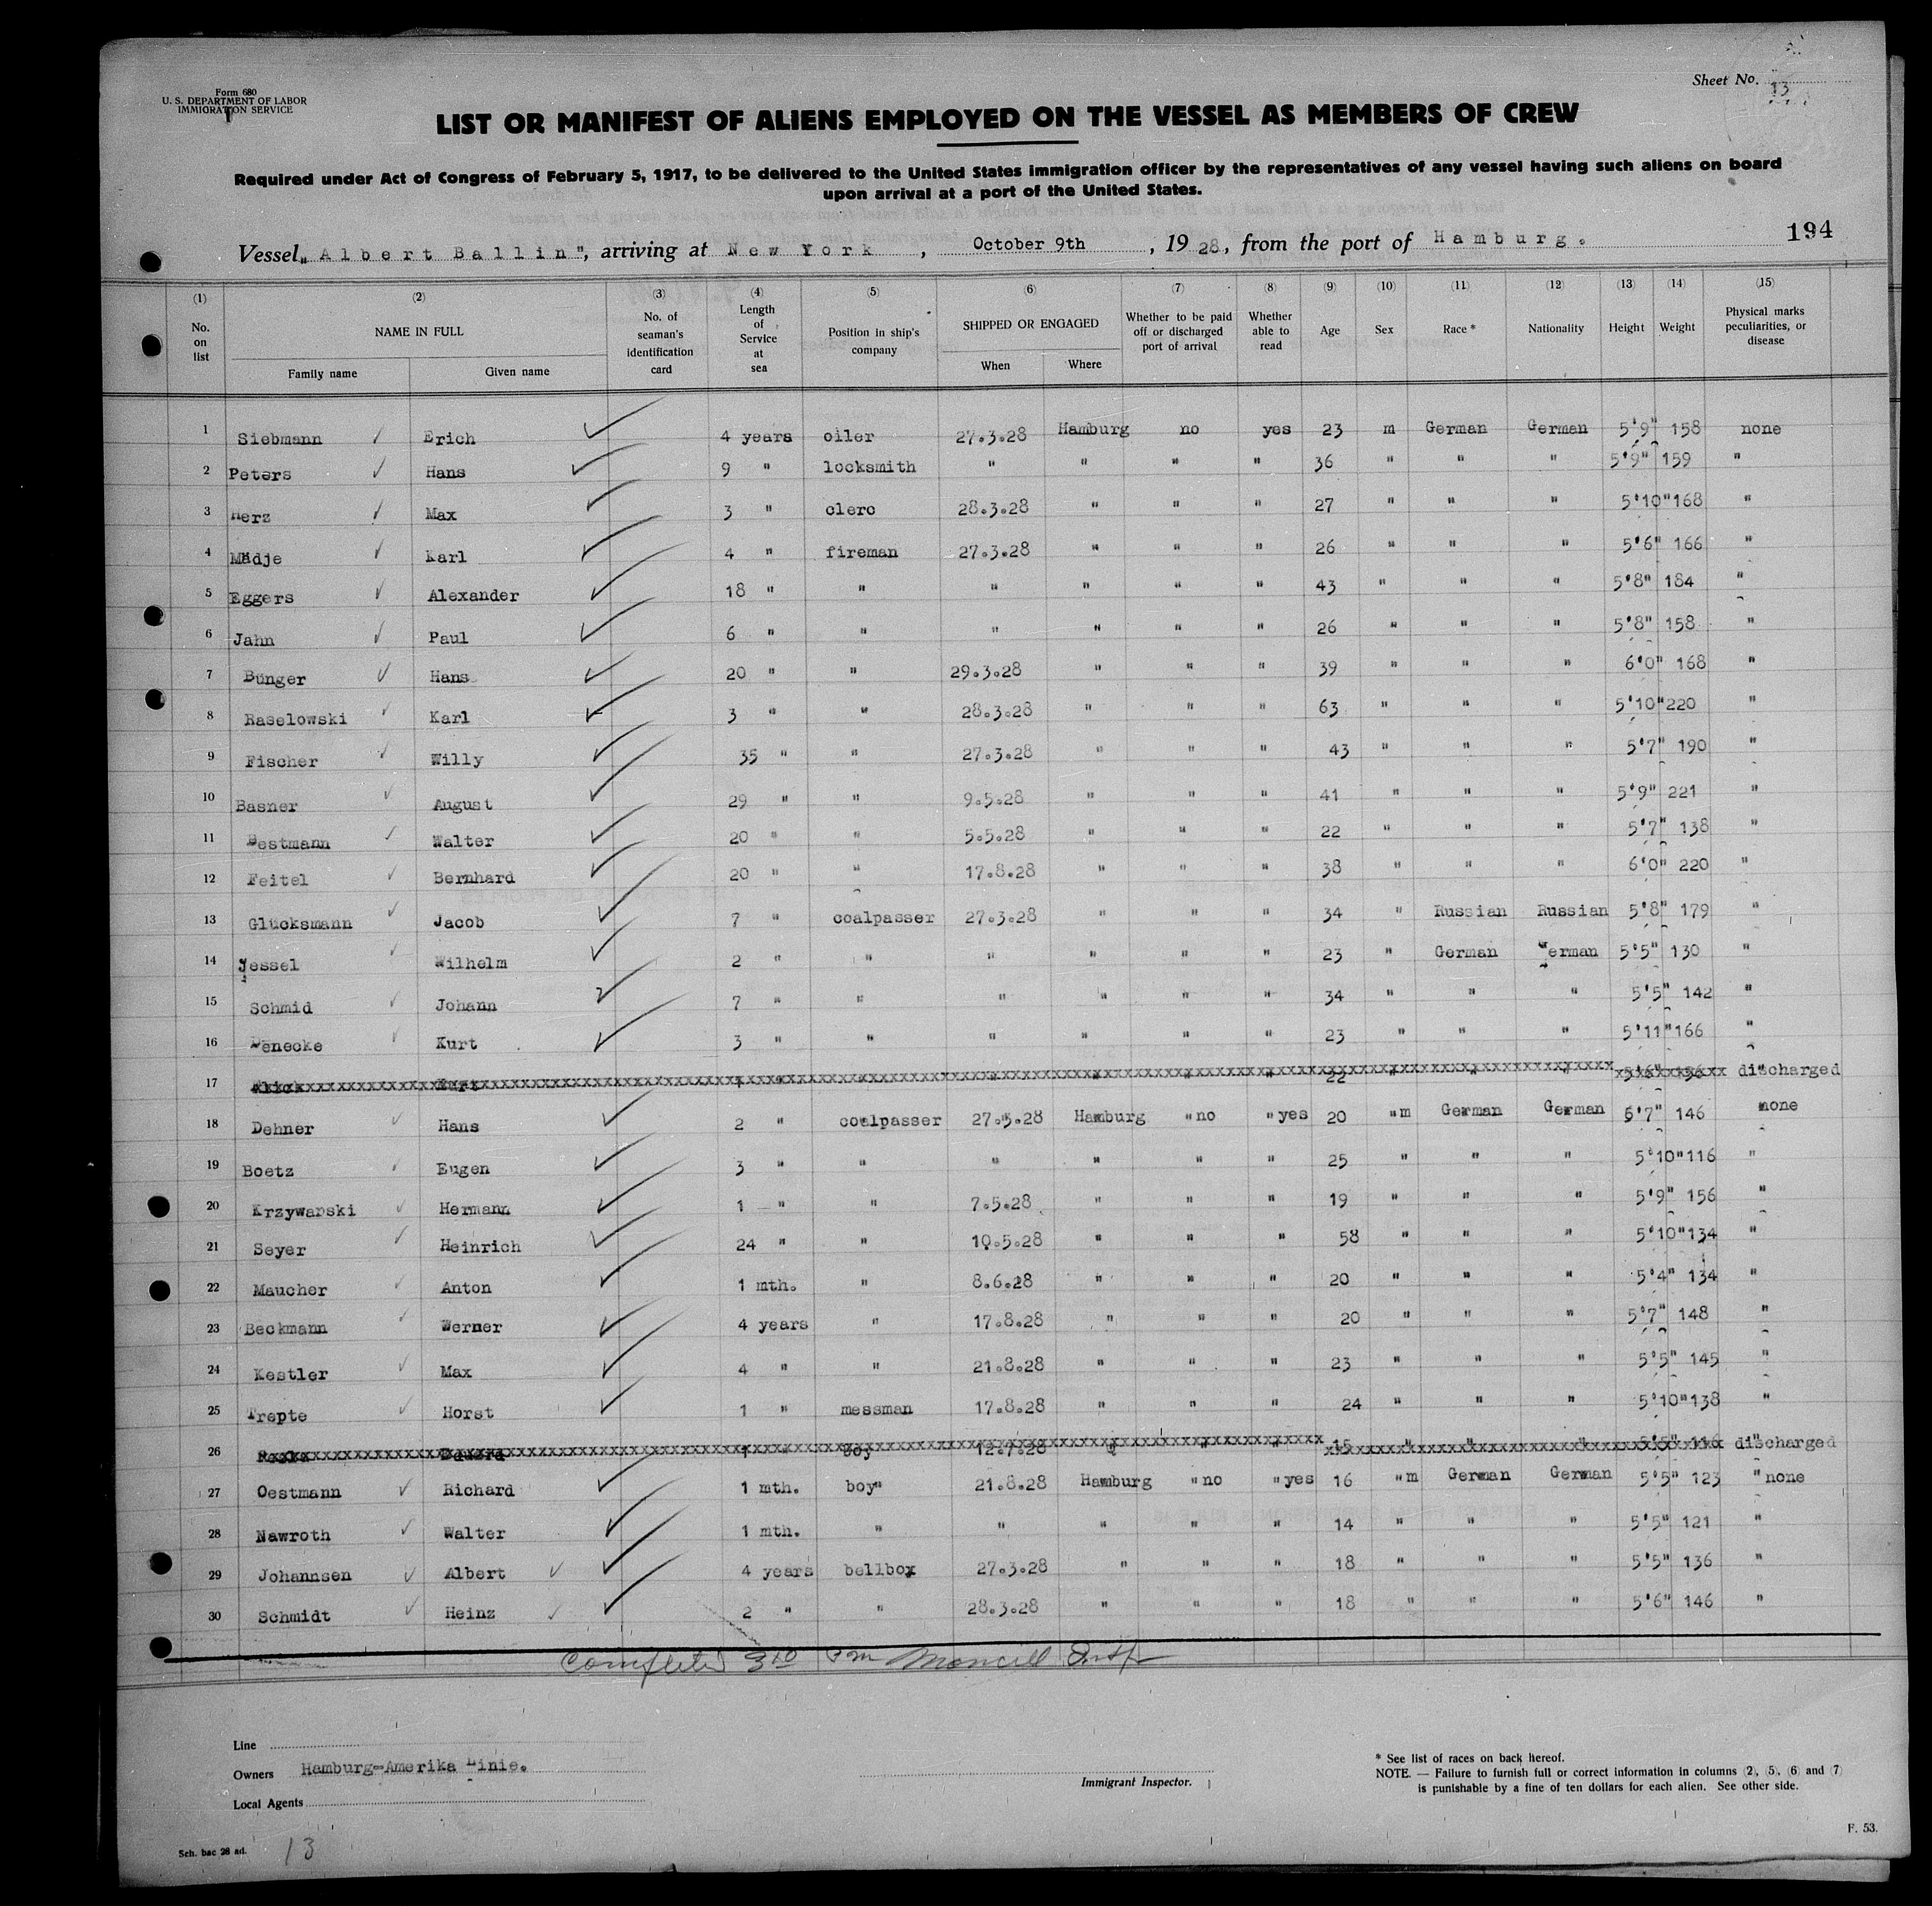 Form 680
U. S. DEPARTMENT OF LABOR
IMMIGRATION SERVICE
Sheet No. 13
LIST OR MANIFEST OF ALIENS EMPLOYED ON THE VESSEL AS MEMBERS OF CREW
Required under Act of Congress of February 5, 1917, to be delivered to the United States immigration officer by the representatives of any vessel having such aliens on board
upon arrival at a port of the United States.
194
Vessel „Albert Ballin", arriving at New York, October 9th, 1928, from the port of Hamburg.
(1) (2) (3) (4) (5) (6) (7) (8) (9) (10) (11) (12) (13) (14) (15)
No. on list NAME IN FULL Family name Given name No. of seaman's identification card Length of Service at sea Position in ship's company SHIPPED OR ENGAGED When Where Whether to be paid off or discharged port of arrival Whether able to read Age Sex Race * Nationality Height Weight Physical marks peculiarities, or disease
1 Siebmann Erich 4 years oiler 27.3.28 Hamburg no yes 23 m German German 5'9" 158 none
2 Peters Hans 9 " locksmith " " " " 36 " " " 5'9" 159 "
3 Herz Max 3 " clerc 28.3.28 " " " 27 " " " 5'10" 168 "
4 Mädje Karl 4 " fireman 27.3.28 " " " 26 " " " 5'6" 166 "
5 Eggers Alexander 18 " " " " " " 43 " " " 5'8" 184 "
6 Jahn Paul 6 " " " " " " 26 " " " 5'8" 158 "
7 Bünger Hans 20 " " 29.3.28 " " " 39 " " " 6'0" 168 "
8 Raselowski Karl 3 " " 28.3.28 " " " 63 " " " 5'10" 220 "
9 Fischer Willy 35 " " 27.3.28 " " " 43 " " " 5'7" 190 "
10 Basner August 29 " " 9.5.28 " " " 41 " " " 5'9" 221 "
11 Bestmann Walter 20 " " 5.5.28 " " " 22 " " " 5'7" 138 "
12 Feitel Bernhard 20 " " 17.8.28 " " " 38 " " " 6'0" 220 "
13 Glücksmann Jacob 7 " coalpasser 27.3.28 " " " 34 " Russian Russian 5'8" 179 "
14 Jessel Wilhelm 2 " " " " " " 23 " German German 5'5" 130 "
15 Schmid Johann 7 " " " " " " 34 " " " 5'5" 142 "
16 Benecke Kurt 3 " " " " " " 23 " " " 5'11" 166 "
17 Kurt 1 " " " " " " 22 " " " 5'6" 156 " discharged
18 Dehner Hans 2 " coalpasser 27.3.28 Hamburg " no " yes 20 " m German German 5'7" 146 none
19 Boetz Eugen 3 " " " " " " 25 " " " 5'10" 116 "
20 Krzywanski Hermann 1 " " 7.5.28 " " " 19 " " " 5'9" 156 "
21 Seyer Heinrich 24 " " 10.5.28 " " " 58 " " " 5'10" 134 "
22 Maucher Anton 1 mth. " 8.6.28 " " " 20 " " " 5'4" 134 "
23 Beckmann Werner 4 years " 17.8.28 " " " 20 " " " 5'7" 148 "
24 Kestler Max 4 " " 21.8.28 " " " 23 " " " 5'5" 145 "
25 Trepte Horst 1 " messman 17.8.28 " " " 24 " " " 5'10" 138 "
26 Eduard 1 " boy 12.7.28 " " " 15 " " " 5'5" 116 " discharged
27 Oestmann Richard 1 mth. boy" 21.8.28 Hamburg " no " yes 16 " m German German 5'5" 123 " none
28 Nawroth Walter 1 mth. " " " " " 14 " " " 5'5" 121 "
29 Johannsen Albert 4 years bellboy 27.3.28 " " " 18 " " " 5'5" 136 "
30 Schmidt Heinz 2 " " 28.3.28 " " " 18 " " " 5'6" 146 "
Completed 3 10 Pm
Line
Owners Hamburg-Amerika Linie.
Local Agents
Immigrant Inspector.
* See list of races on back hereof.
NOTE. — Failure to furnish full or correct information in columns (2), (5), (6) and (7)
is punishable by a fine of ten dollars for each alien. See other side.
F. 53.
Sch. bac 28 ad. 13